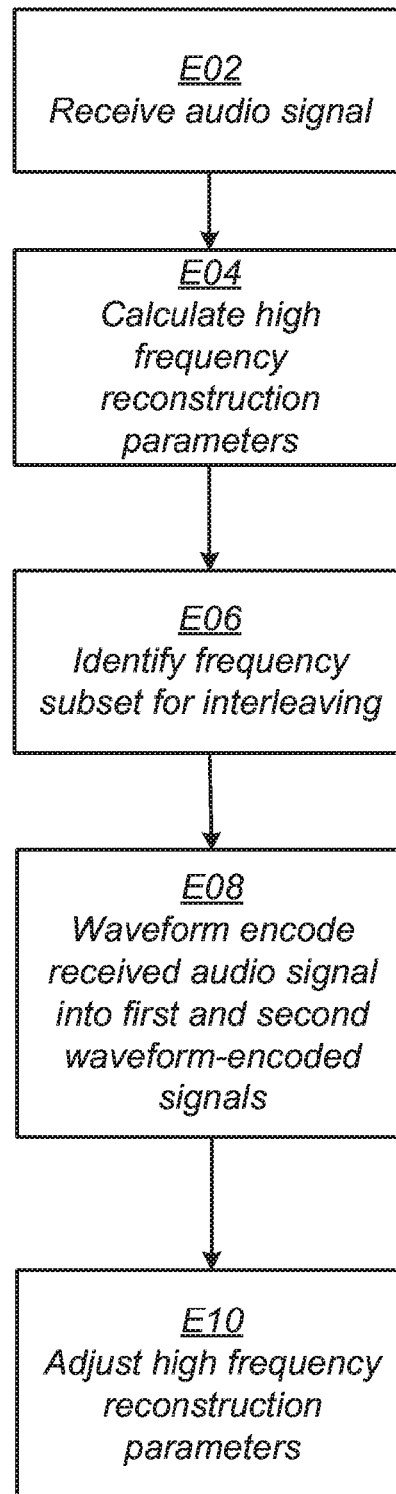 E02
Receive audio signal
E04
Calculate high
frequency
reconstruction
parameters
E06
Identify frequency
subset for interleaving
E08
Waveform encode
received audio signal
into first and second
waveform-encoded
signals
E10
Adjust high frequency
reconstruction
parameters